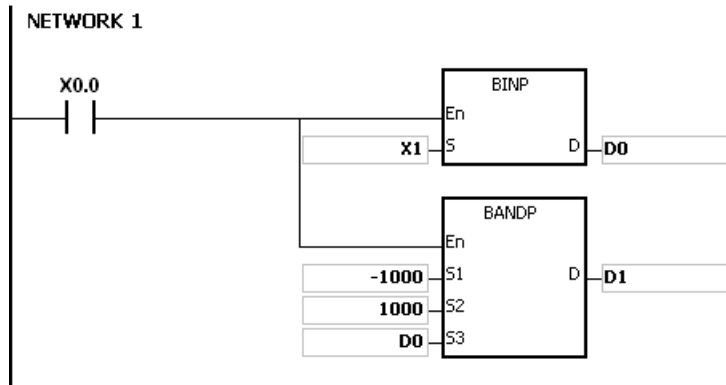 NETWORK 1
X0.0
BINP
En
X1 S D D0
BANDP
En
-1000 S1 D D1
1000 S2
D0 S3